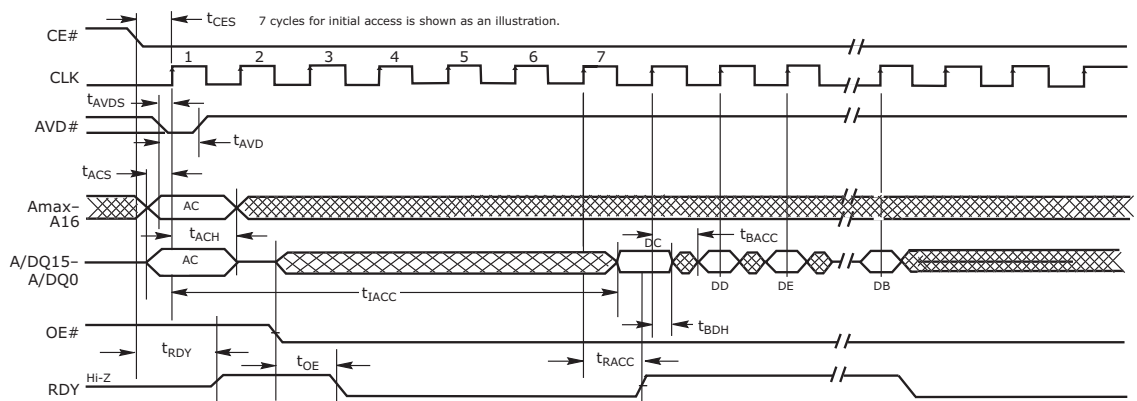 tCES 7 cycles for initial access is shown as an illustration.
CE#
1 2 3 4 5 6 7
CLK
tAVDS
AVD#
tAVD
tACS
Amax–
A16
AC
tACH
tBACC
DC
A/DQ15–
A/DQ0
AC
DD DE DB
tIACC
OE#
tBDH
tRDY
tOE
tRACC
Hi-Z
RDY